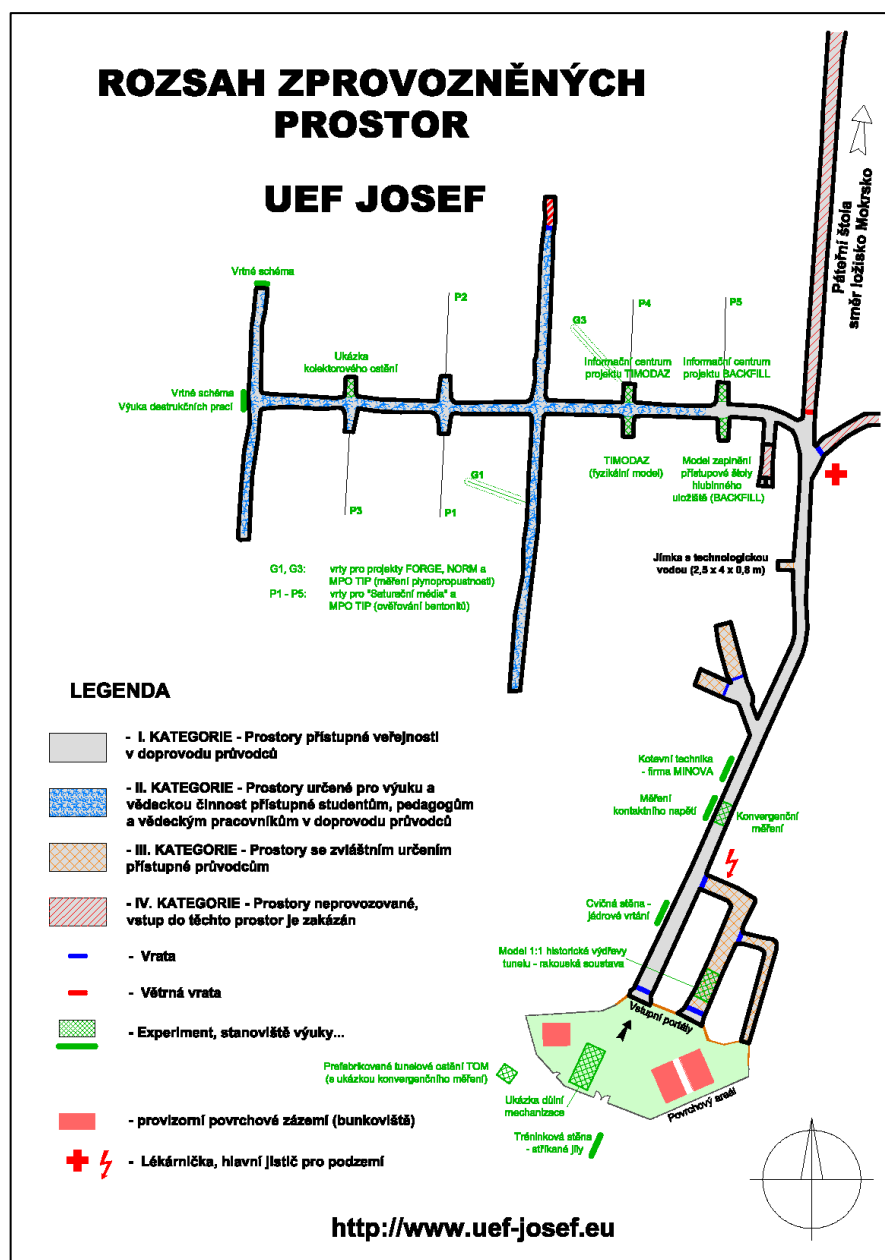 ROZSAH ZPROVOZNĚNÝCH
PROSTOR
UEF JOSEF
Páteřní štola
směr ložisko Mokrsko
Vrtné schéma
P2
G3
P4
P5
Ukázka
kolektorového ostění
Informační centrum
projektu TIMODAZ
Informační centrum
projektu BACKFILL
Vrtné schéma
Výuka destrukčních prací
G1
TIMODAZ
(fyzikální model)
Model zaplnění
přístupové štoly
hlubinného
uložiště (BACKFILL)
P3
P1
Jímka s technologickou
vodou (2,5 x 4 x 0,8 m)
G1, G3: vrty pro projekty FORGE, NORM a
MPO TIP (měření plynopropustnosti)
P1 - P5: vrty pro "Saturační média" a
MPO TIP (ověřování bentonitů)
LEGENDA
- I. KATEGORIE - Prostory přístupné veřejnosti
v doprovodu průvodců
- II. KATEGORIE - Prostory určené pro výuku a
vědeckou činnost přístupné studentům, pedagogům
a vědeckým pracovníkům v doprovodu průvodců
- III. KATEGORIE - Prostory se zvláštním určením
přístupné průvodcům
- IV. KATEGORIE - Prostory neprovozované,
vstup do těchto prostor je zakázán
- Vrata
- Větrná vrata
- Experiment, stanoviště výuky...
- provizorní povrchové zázemí (bunkoviště)
- Lékárnička, hlavní jistič pro podzemí
Kotevní technika
- firma MINOVA
Měření
kontaktního napětí
Konvergenční
měření
Cvičná stěna -
jádrové vrtání
Model 1:1 historické výdřevy
tunelu - rakouská soustava
Vstupní portály
Prefabrikované tunelové ostění TOM
(s ukázkou konvergenčního měření)
Ukázka důlní
mechanizace
Povrchový areál
Tréninková stěna
- stříkané jíly
http://www.uef-josef.eu